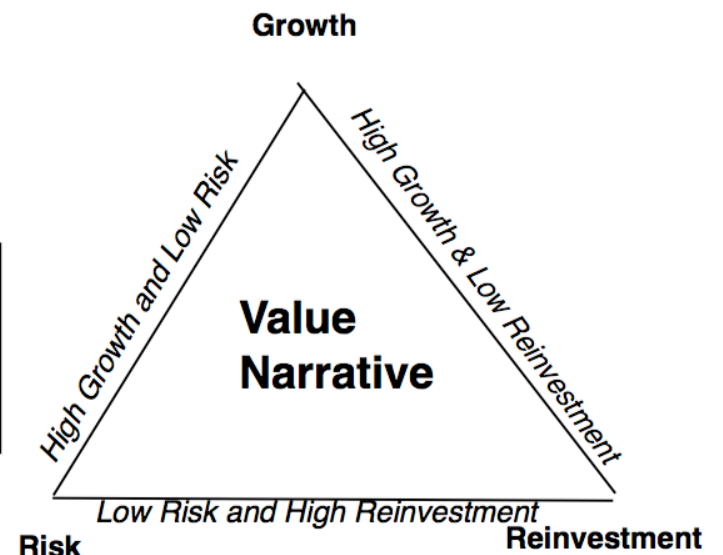 Growth
High Growth and Low Risk
High Growth & Low Reinvestment
Value
Narrative
Low Risk and High Reinvestment
Risk
Reinvestment